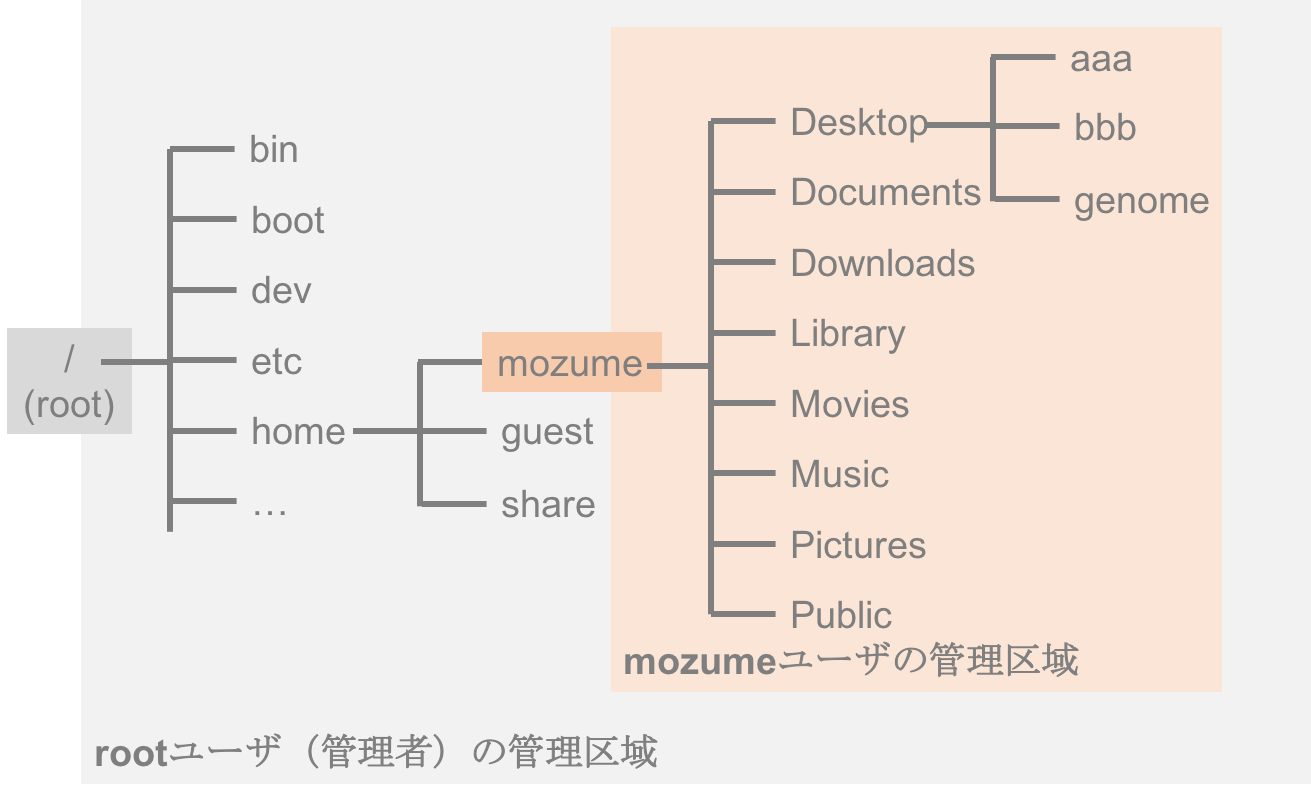 /
(root)
bin
boot
dev
etc
home
…
mozume
guest
share
Desktop
Documents
Downloads
Library
Movies
Music
Pictures
Public
aaa
bbb
genome
mozumeユーザの管理区域
rootユーザ（管理者）の管理区域